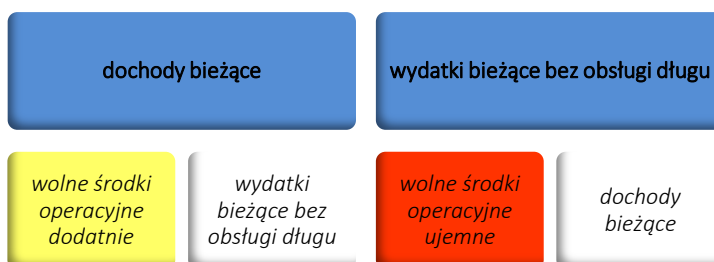 dochody bieżące
wydatki bieżące bez obsługi długu
wolne środki
operacyjne
dodatnie
wydatki
bieżące bez
obsługi długu
wolne środki
operacyjne
ujemne
dochody
bieżące